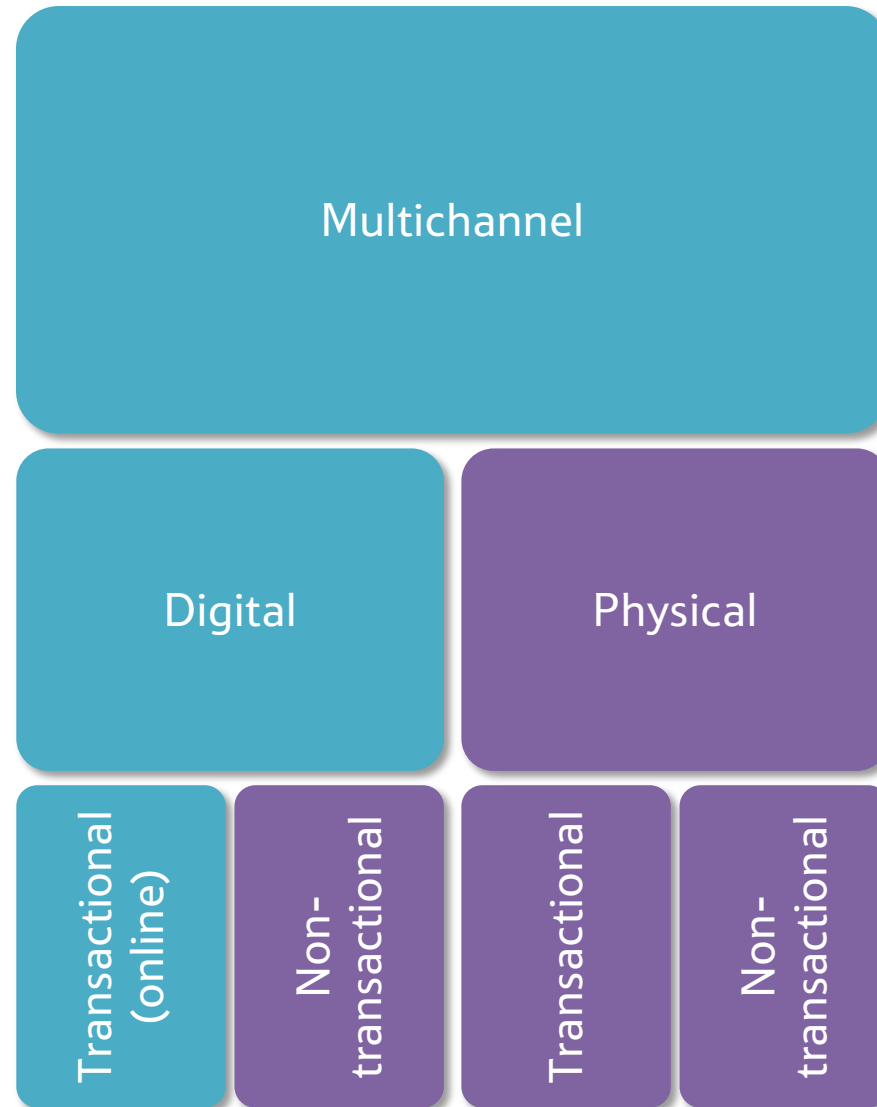 Multichannel
Digital
Physical
Transactional
(online)
Non-
transactional
Transactional
Non-
transactional